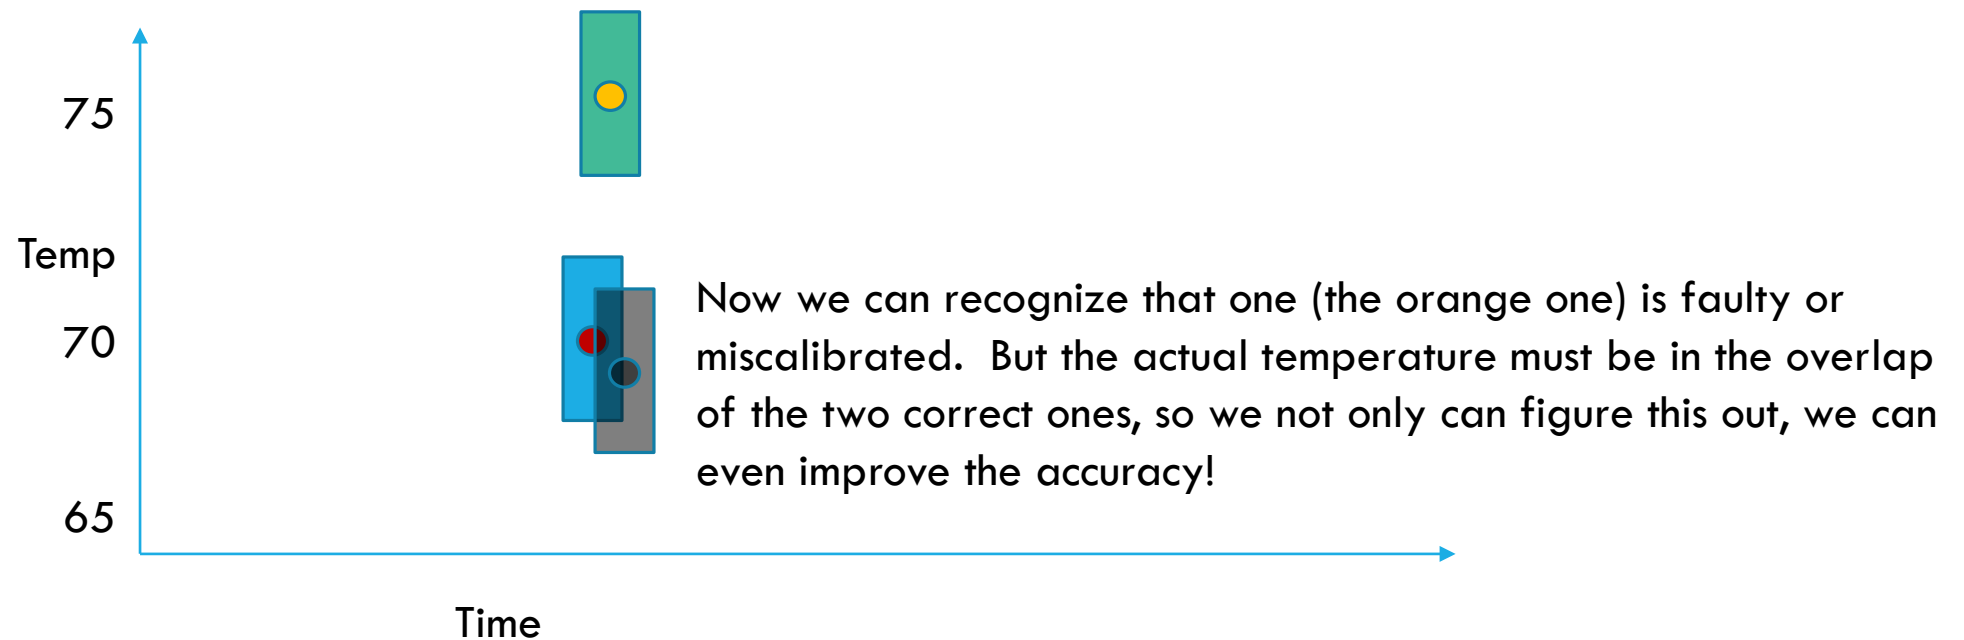 75
Temp
70
65
Time
Now we can recognize that one (the orange one) is faulty or
miscalibrated.  But the actual temperature must be in the overlap
of the two correct ones, so we not only can figure this out, we can
even improve the accuracy!